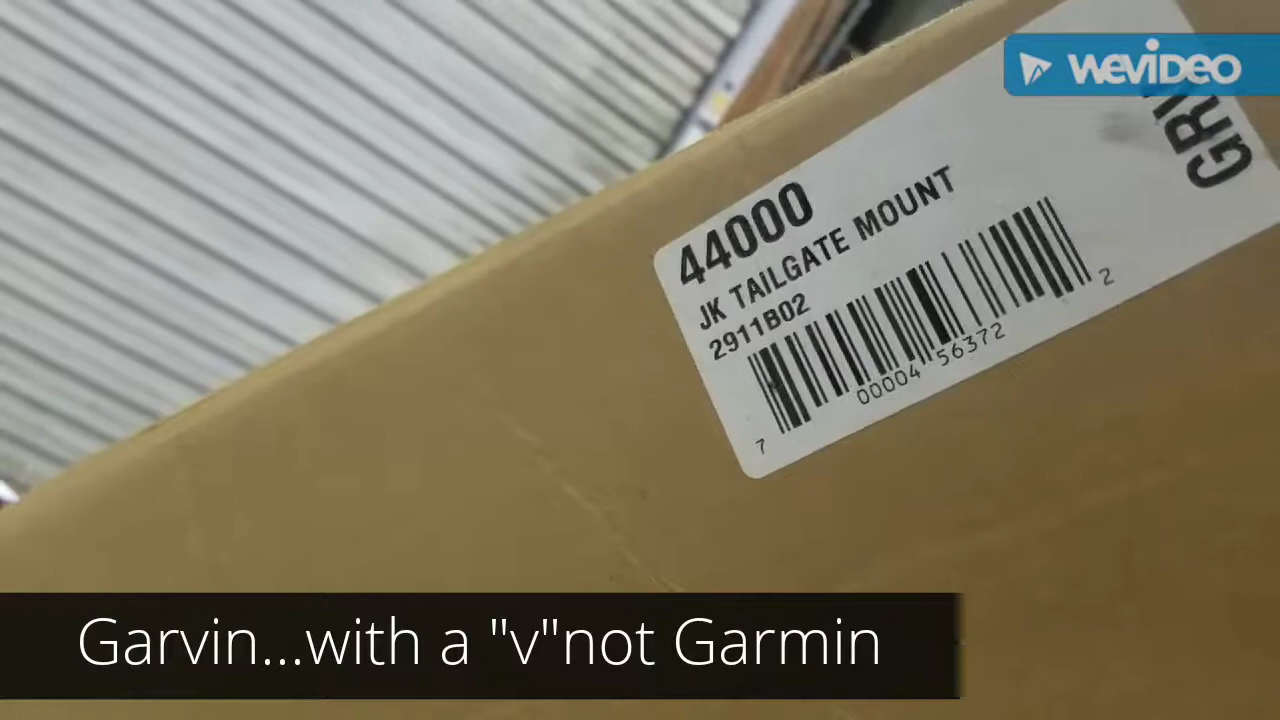 WEVIDEO
44000
JK TAILGATE MOUNT
2911B02
7 00004 56372 2
Garvin...with a "v"not Garmin